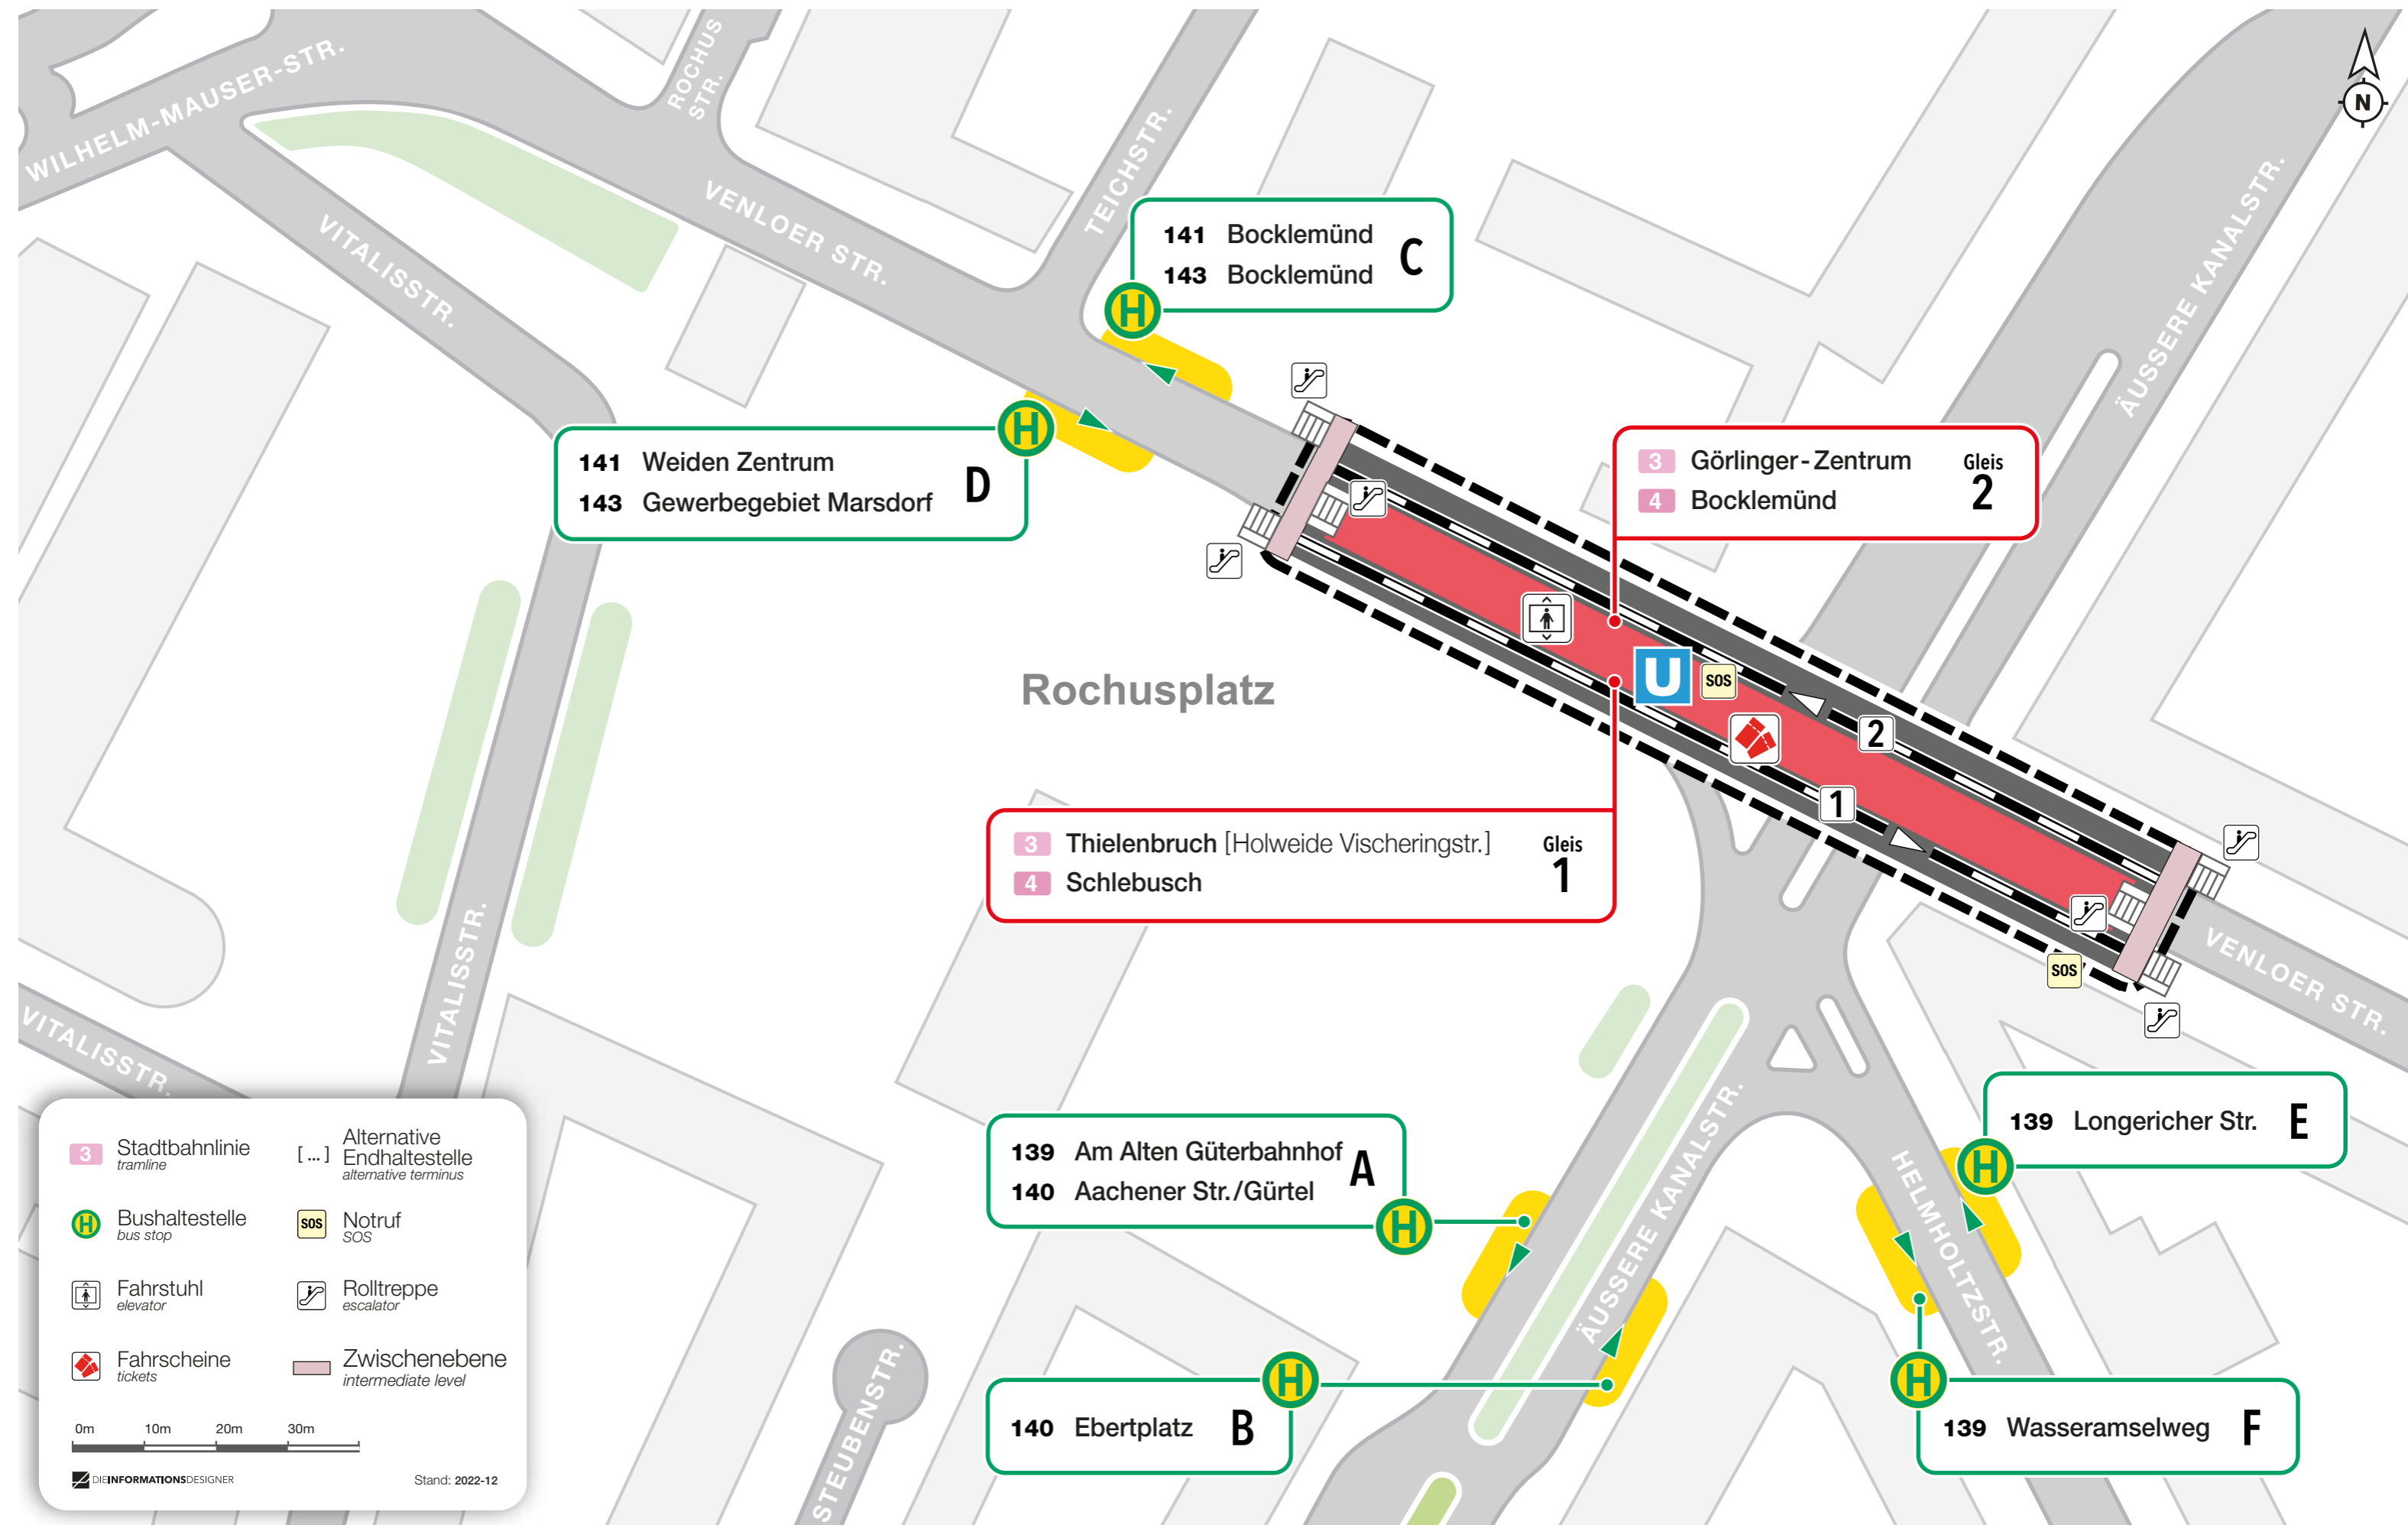 WILHELM-MAUSER-STR.
ROCHUS
STR.
VENLOER STR.
TEICHSTR.
VITALISSTR.
ÄUSSERE KANALSTR.
N
141 Bocklemünd
143 Bocklemünd
C
H
141 Weiden Zentrum
143 Gewerbegebiet Marsdorf
D
H
3 Görlinger-Zentrum
4 Bocklemünd
Gleis
2
Rochusplatz
U
SOS
2
1
3 Thielenbruch [Holweide Vischeringstr.]
4 Schlebusch
Gleis
1
SOS
VENLOER STR.
VITALISSTR.
VITALISSTR.
139 Am Alten Güterbahnhof
140 Aachener Str./Gürtel
A
H
ÄUSSERE KANALSTR.
139 Longericher Str.
E
H
HELMHOLTZSTR.
140 Ebertplatz
B
H
139 Wasseramselweg
F
H
STEUBENSTR.
3 Stadtbahnlinie
tramline
H Bushaltestelle
bus stop
Fahrstuhl
elevator
Fahrscheine
tickets
[...] Alternative
Endhaltestelle
alternative terminus
SOS Notruf
SOS
Rolltreppe
escalator
Zwischenebene
intermediate level
0m 10m 20m 30m
DIEINFORMATIONSDESIGNER
Stand: 2022-12